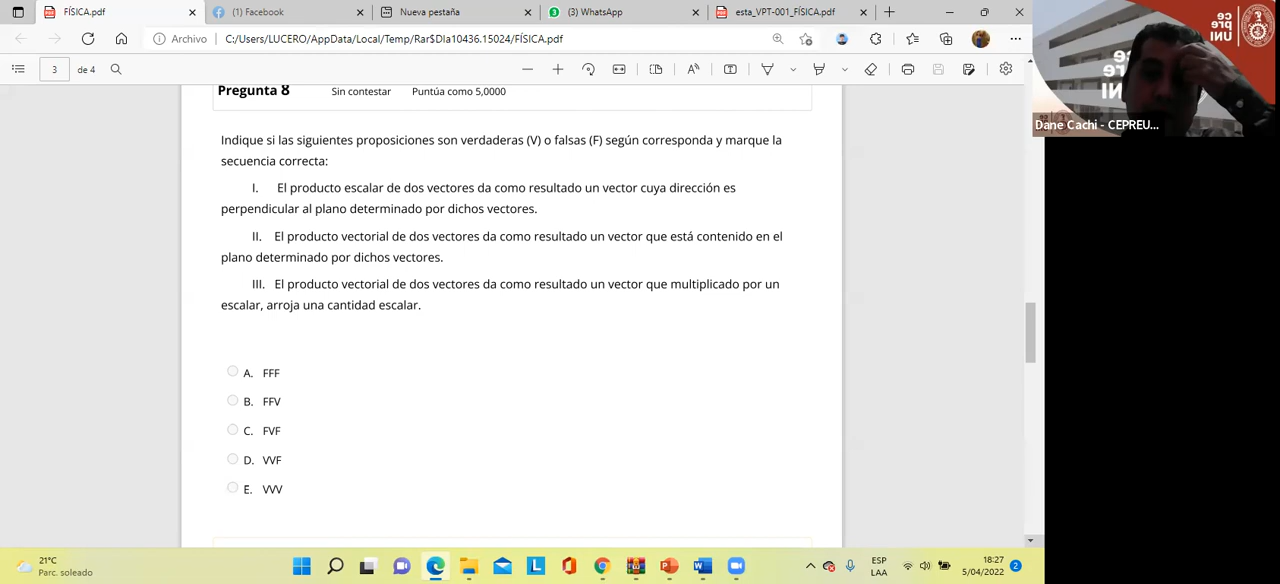 FÍSICA.pdf
(1) Facebook
Nueva pestaña
(3) WhatsApp
esta_VPT-001_FÍSICA.pdf
Archivo
C:/Users/LUCERO/AppData/Local/Temp/Rar$DIa10436.15024/FÍSICA.pdf
3 de 4
Pregunta 8 Sin contestar Puntúa como 5,0000
Indique si las siguientes proposiciones son verdaderas (V) o falsas (F) según corresponda y marque la
secuencia correcta:
I. El producto escalar de dos vectores da como resultado un vector cuya dirección es
perpendicular al plano determinado por dichos vectores.
II. El producto vectorial de dos vectores da como resultado un vector que está contenido en el
plano determinado por dichos vectores.
III. El producto vectorial de dos vectores da como resultado un vector que multiplicado por un
escalar, arroja una cantidad escalar.
A. FFF
B. FFV
C. FVF
D. VVF
E. VVV
ce
pre
UNI
Dane Cachi - CEPREU...
21°C
Parc. soleado
ESP
LAA
18:27
5/04/2022
2